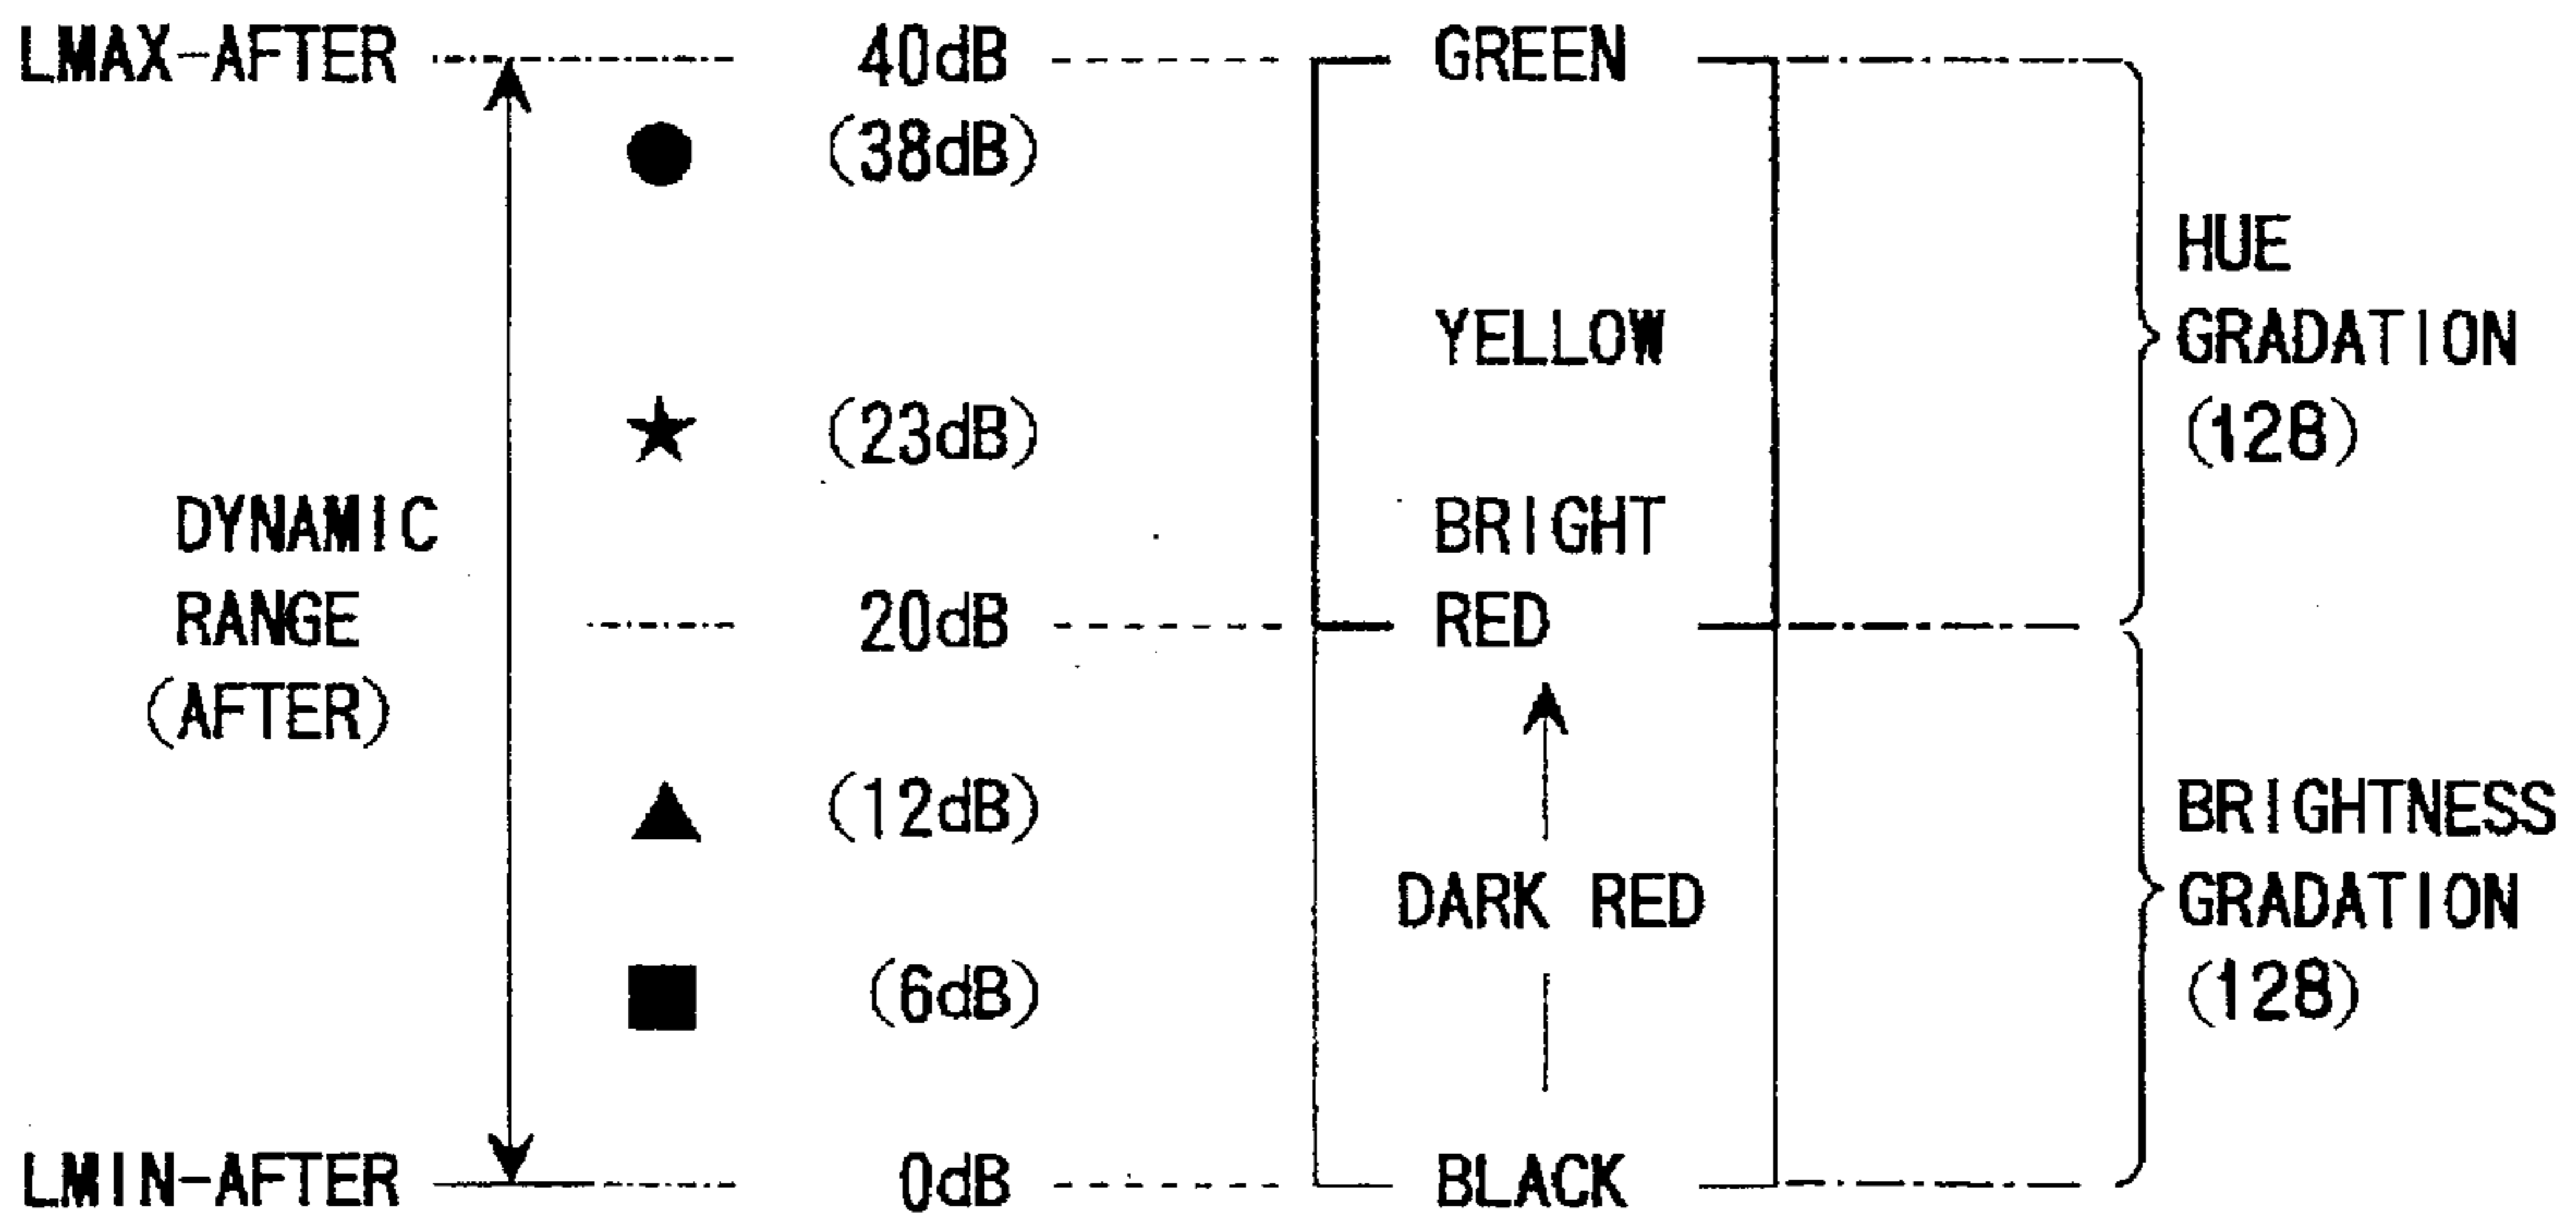 LMAX-AFTER 40dB GREEN
(38dB)
HUE
YELLOW GRADATION
(23dB) (128)
DYNAMIC BRIGHT
RANGE 20dB RED
(AFTER)
(12dB) BRIGHTNESS
DARK RED GRADATION
(6dB) (128)
LMIN-AFTER 0dB BLACK